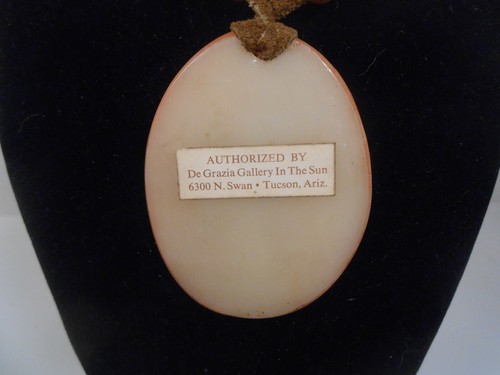 AUTHORIZED BY
De Grazia Gallery In The Sun
6300 N. Swan • Tucson, Ariz.